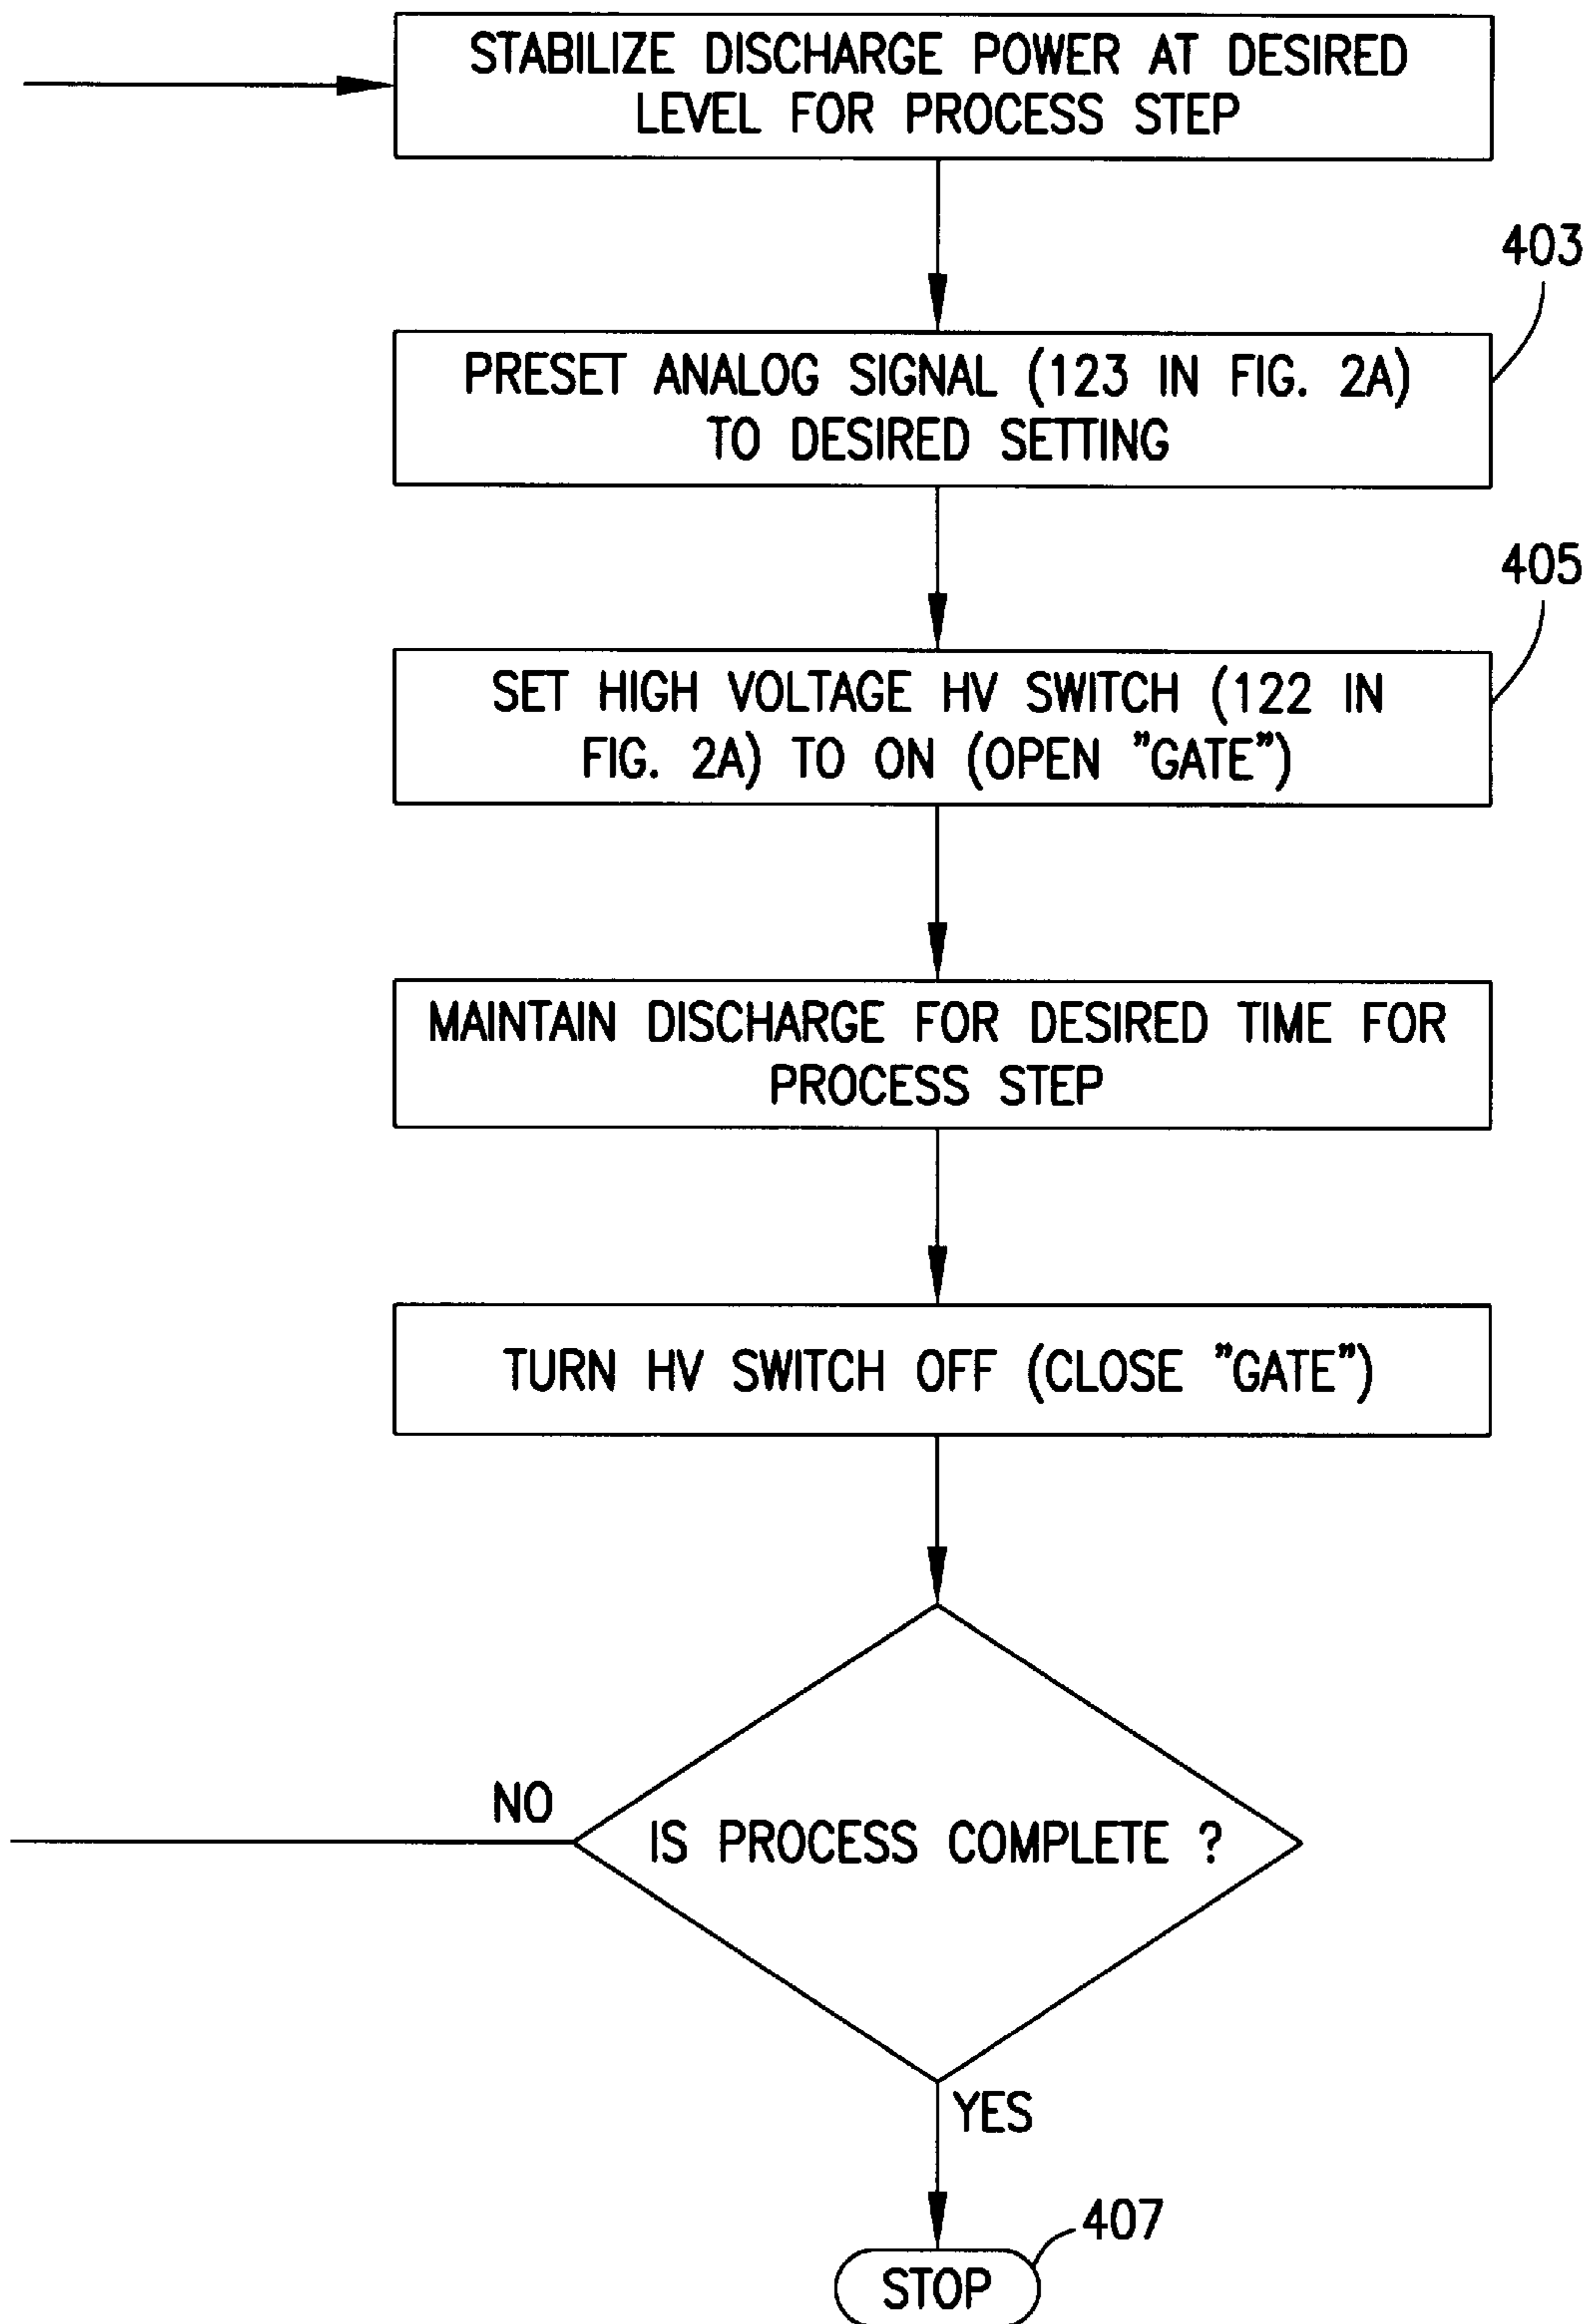 STABILIZE DISCHARGE POWER AT DESIRED
LEVEL FOR PROCESS STEP
403
PRESET ANALOG SIGNAL (123 IN FIG. 2A)
TO DESIRED SETTING
405
SET HIGH VOLTAGE HV SWITCH (122 IN
FIG. 2A) TO ON (OPEN "GATE")
MAINTAIN DISCHARGE FOR DESIRED TIME FOR
PROCESS STEP
TURN HV SWITCH OFF (CLOSE "GATE")
NO
IS PROCESS COMPLETE ?
YES
407
STOP